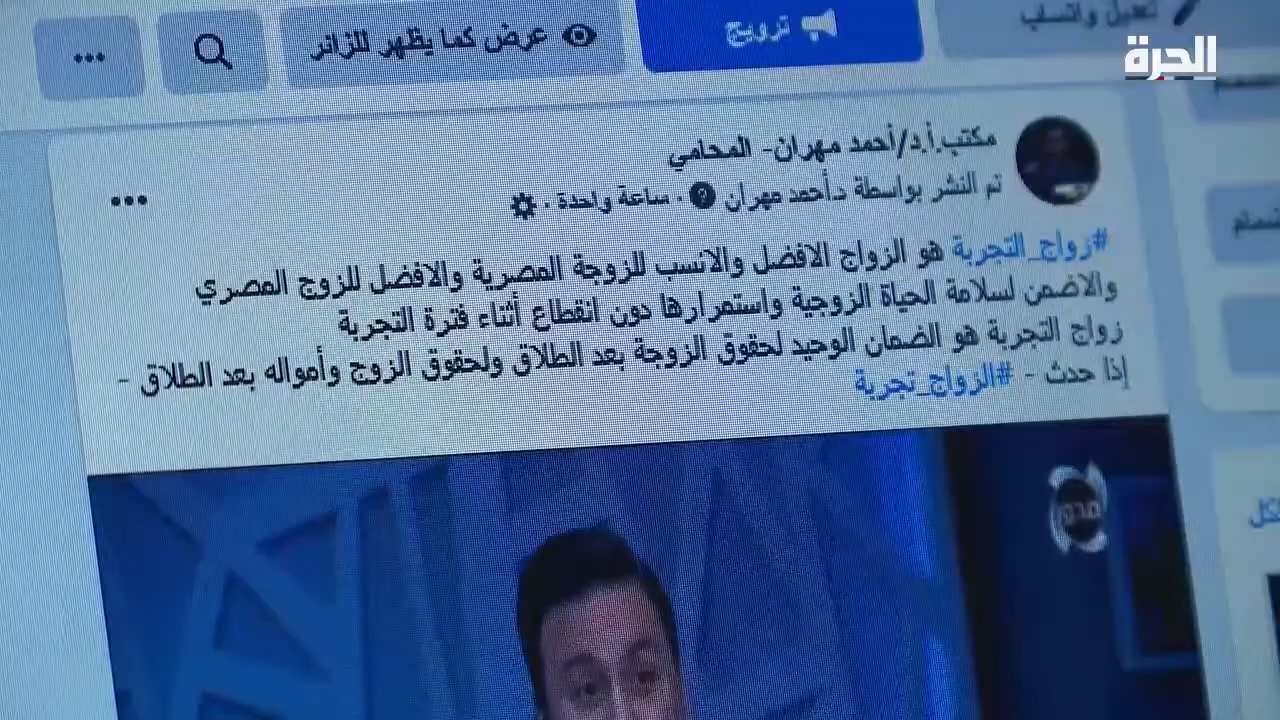 تعديل واتساب
ترويج
عرض كما يظهر للزائر
الحرة
مكتب.أ.د/أحمد مهران- المحامي
تم النشر بواسطة د.أحمد مهران · ساعة واحدة ·
#زواج_التجربة هو الزواج الافضل والانسب للزوجة المصرية والافضل للزوج المصري
والاضمن لسلامة الحياة الزوجية واستمرارها دون انقطاع أثناء فترة التجربة
زواج التجربة هو الضمان الوحيد لحقوق الزوجة بعد الطلاق ولحقوق الزوج وأمواله بعد الطلاق -
إذا حدث - #الزواج_تجربة